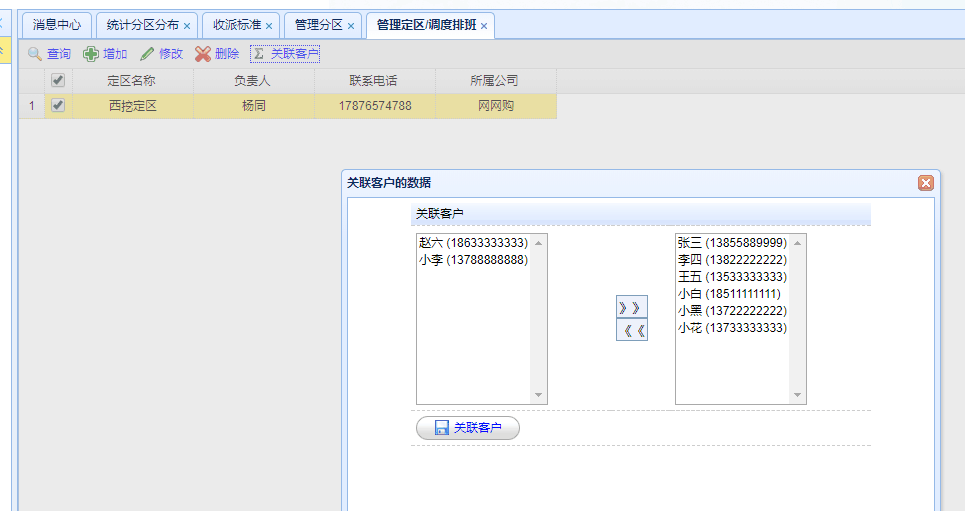 消息中心 统计分区分布 收派标准 管理分区 管理定区/调度排班
查询 增加 修改 删除 Σ 关联客户
定区名称 负责人 联系电话 所属公司
1 西挖定区 杨同 17876574788 网网购
关联客户的数据
关联客户
赵六 (18633333333)
小李 (13788888888)
》》
《《
张三 (13855889999)
李四 (13822222222)
王五 (13533333333)
小白 (18511111111)
小黑 (13722222222)
小花 (13733333333)
关联客户